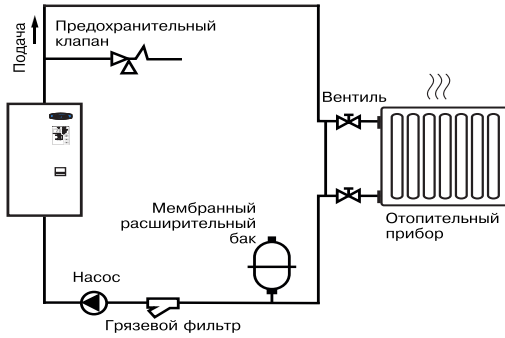 Подача
Предохранительный
клапан
Вентиль
Отопительный
прибор
Мембранный
расширительный
бак
Насос
Грязевой фильтр